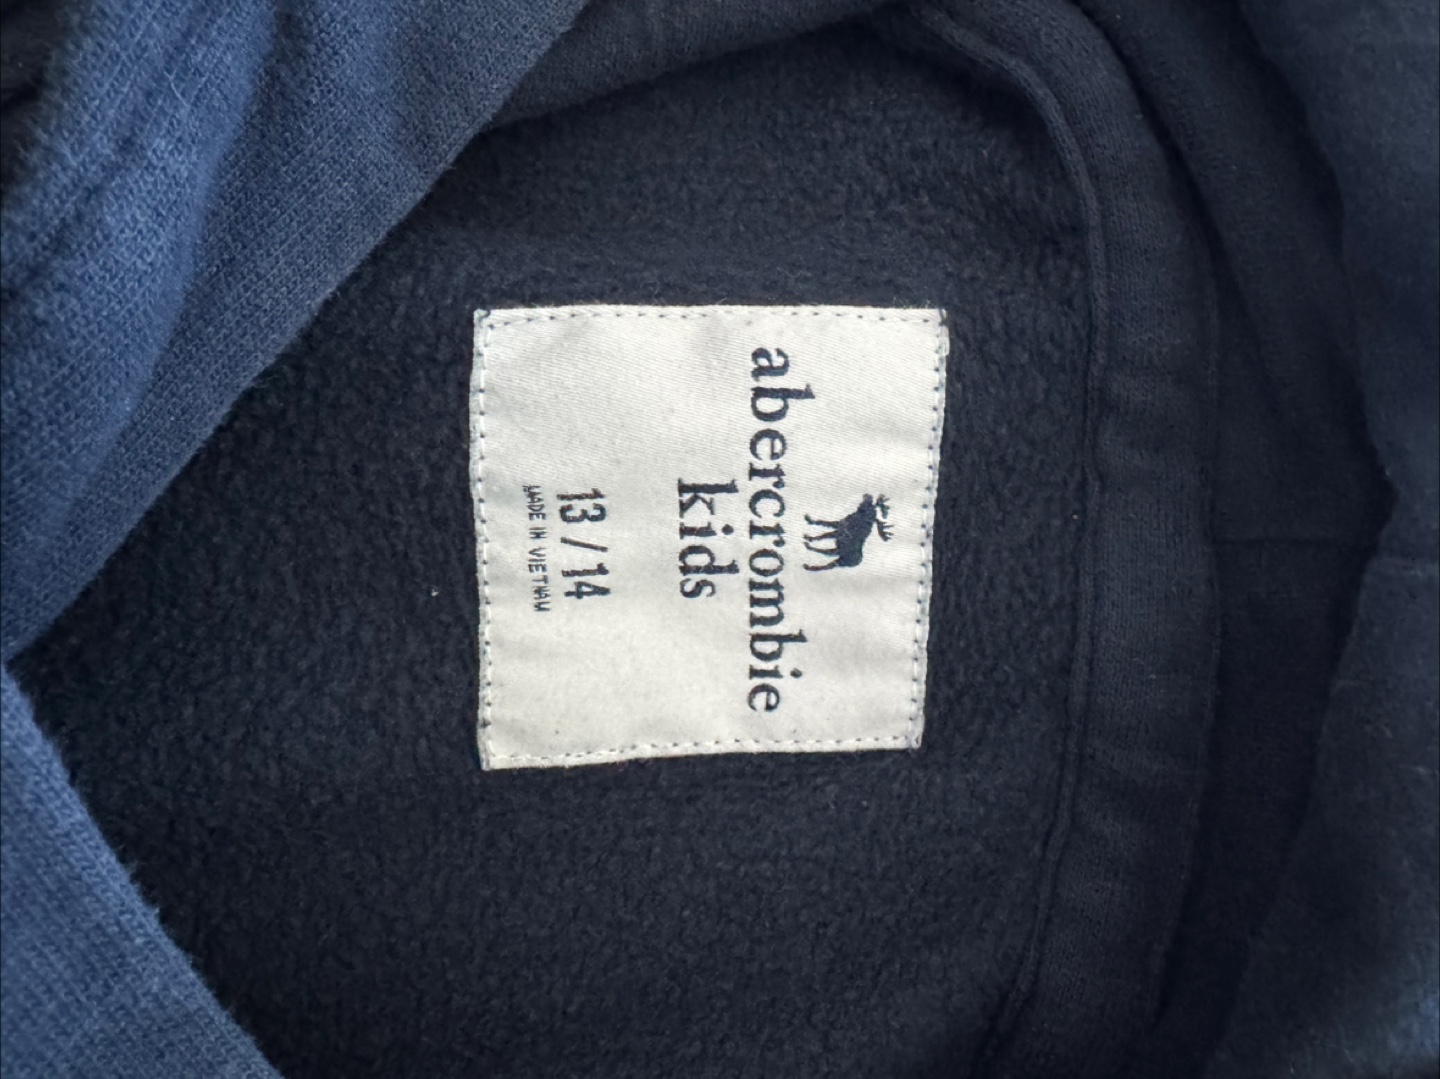 abercrombie
kids
13/14
MADE IN VIETNAM